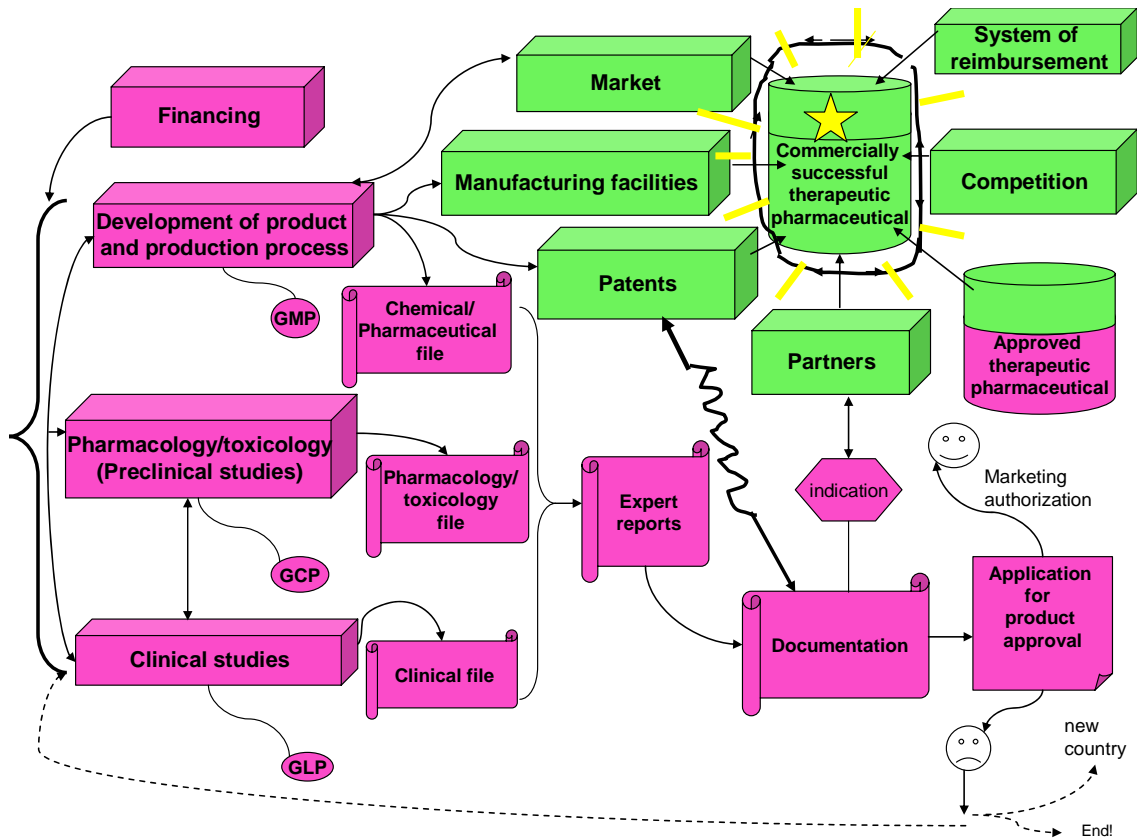 System of
reimbursement
Market
Financing
Commercially
successful
therapeutic
pharmaceutical
Manufacturing facilities
Competition
Development of product
and production process
Patents
GMP
Chemical/
Pharmaceutical
file
Partners
Approved
therapeutic
pharmaceutical
Pharmacology/toxicology
(Preclinical studies)
Pharmacology/
toxicology
file
Expert
reports
indication
Marketing
authorization
GCP
Application
for
product
approval
Clinical studies
Clinical file
Documentation
GLP
new
country
End!